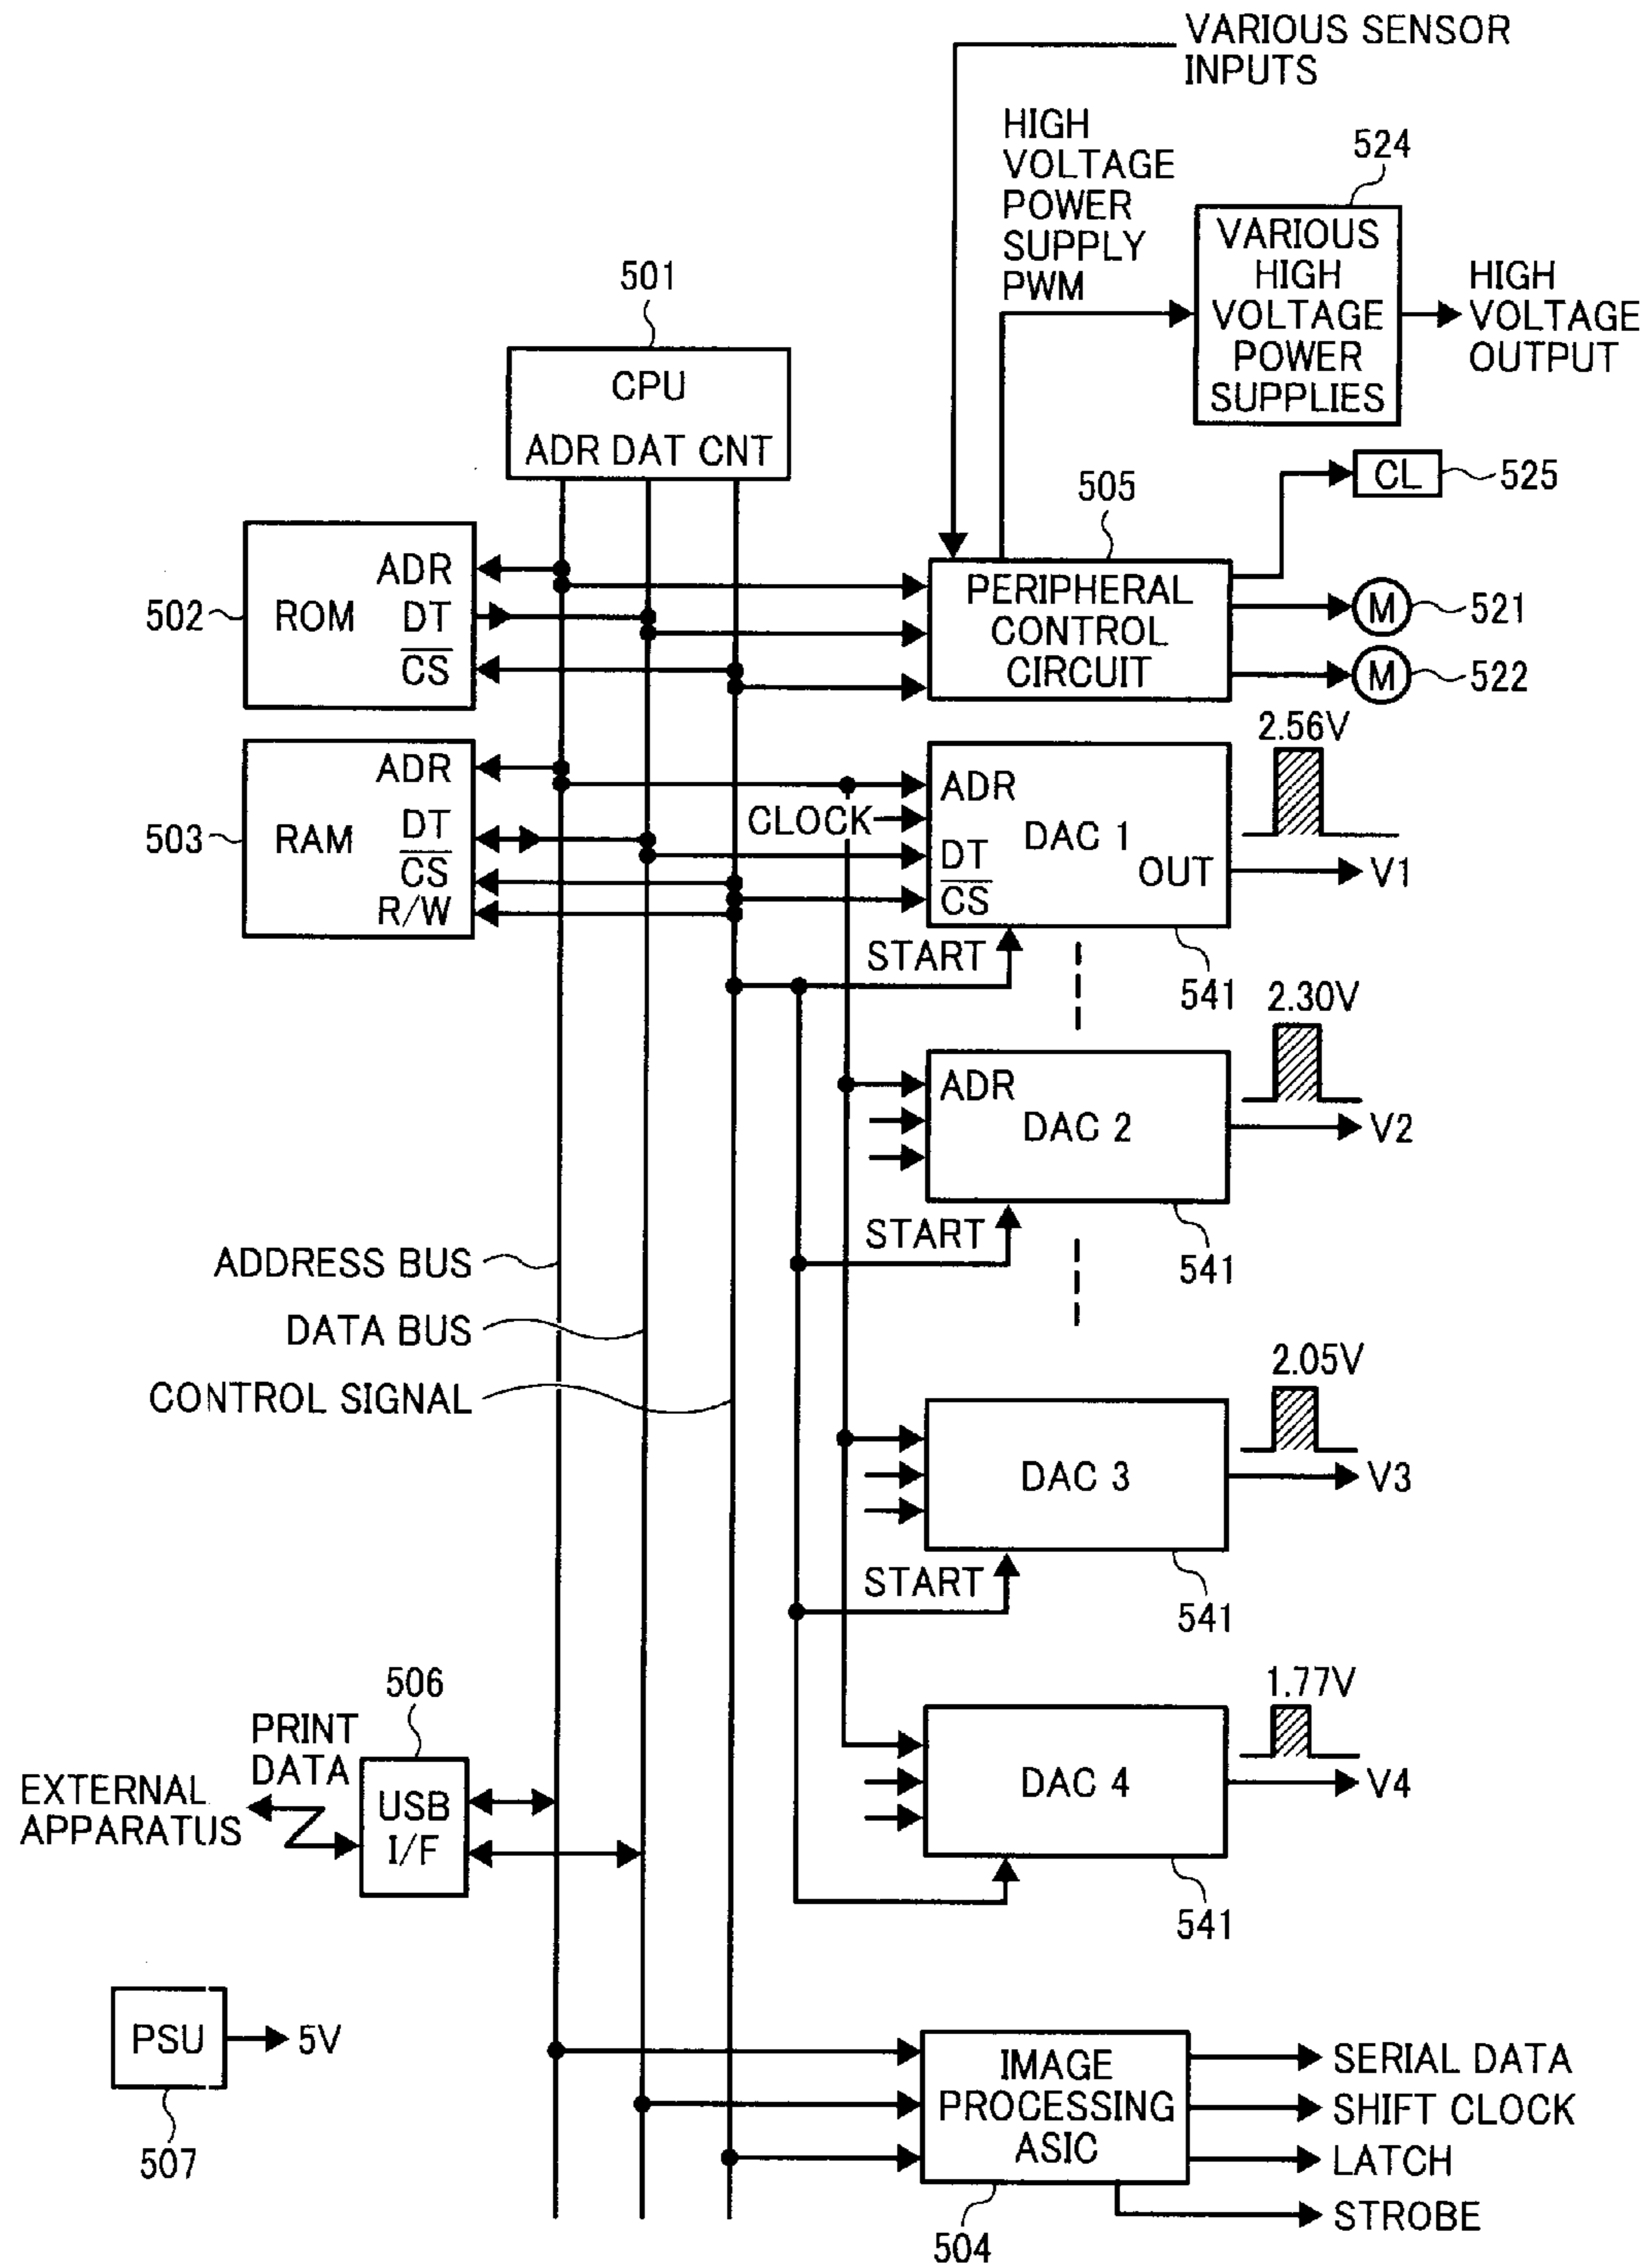 VARIOUS SENSOR
INPUTS
HIGH
VOLTAGE
POWER
SUPPLY
PWM
524
VARIOUS
HIGH
VOLTAGE
POWER
SUPPLIES
HIGH
VOLTAGE
OUTPUT
501
CPU
ADR DAT CNT
505
CL
525
502
ROM
ADR
DT
CS
PERIPHERAL
CONTROL
CIRCUIT
M
521
M
522
503
RAM
ADR
DT
CS
R/W
CLOCK
ADR
DT
CS
DAC 1
OUT
2.56V
V1
START
541
2.30V
ADR
DAC 2
V2
START
541
ADDRESS BUS
DATA BUS
CONTROL SIGNAL
2.05V
DAC 3
V3
START
541
506
PRINT
DATA
EXTERNAL
APPARATUS
USB
I/F
1.77V
DAC 4
V4
541
PSU
5V
507
IMAGE
PROCESSING
ASIC
504
SERIAL DATA
SHIFT CLOCK
LATCH
STROBE